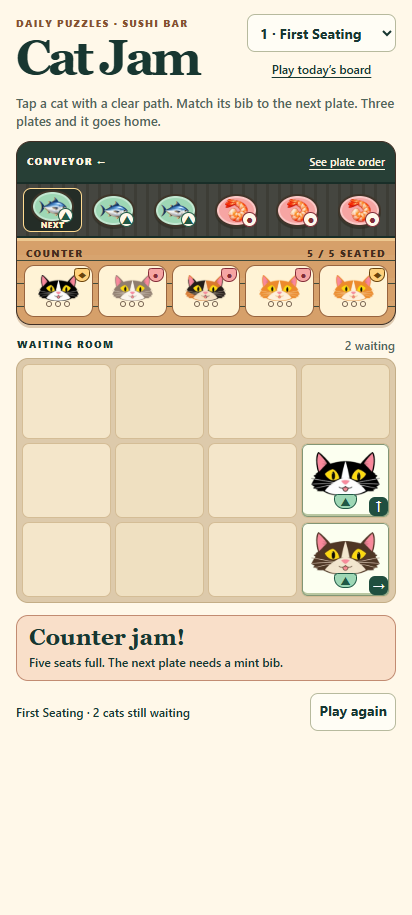 DAILY PUZZLES · SUSHI BAR
Cat Jam
1 · First Seating
Play today's board
Tap a cat with a clear path. Match its bib to the next plate. Three
plates and it goes home.
CONVEYOR ←
See plate order
NEXT
COUNTER
5 / 5 SEATED
WAITING ROOM
2 waiting
↑
→
Counter jam!
Five seats full. The next plate needs a mint bib.
First Seating · 2 cats still waiting
Play again